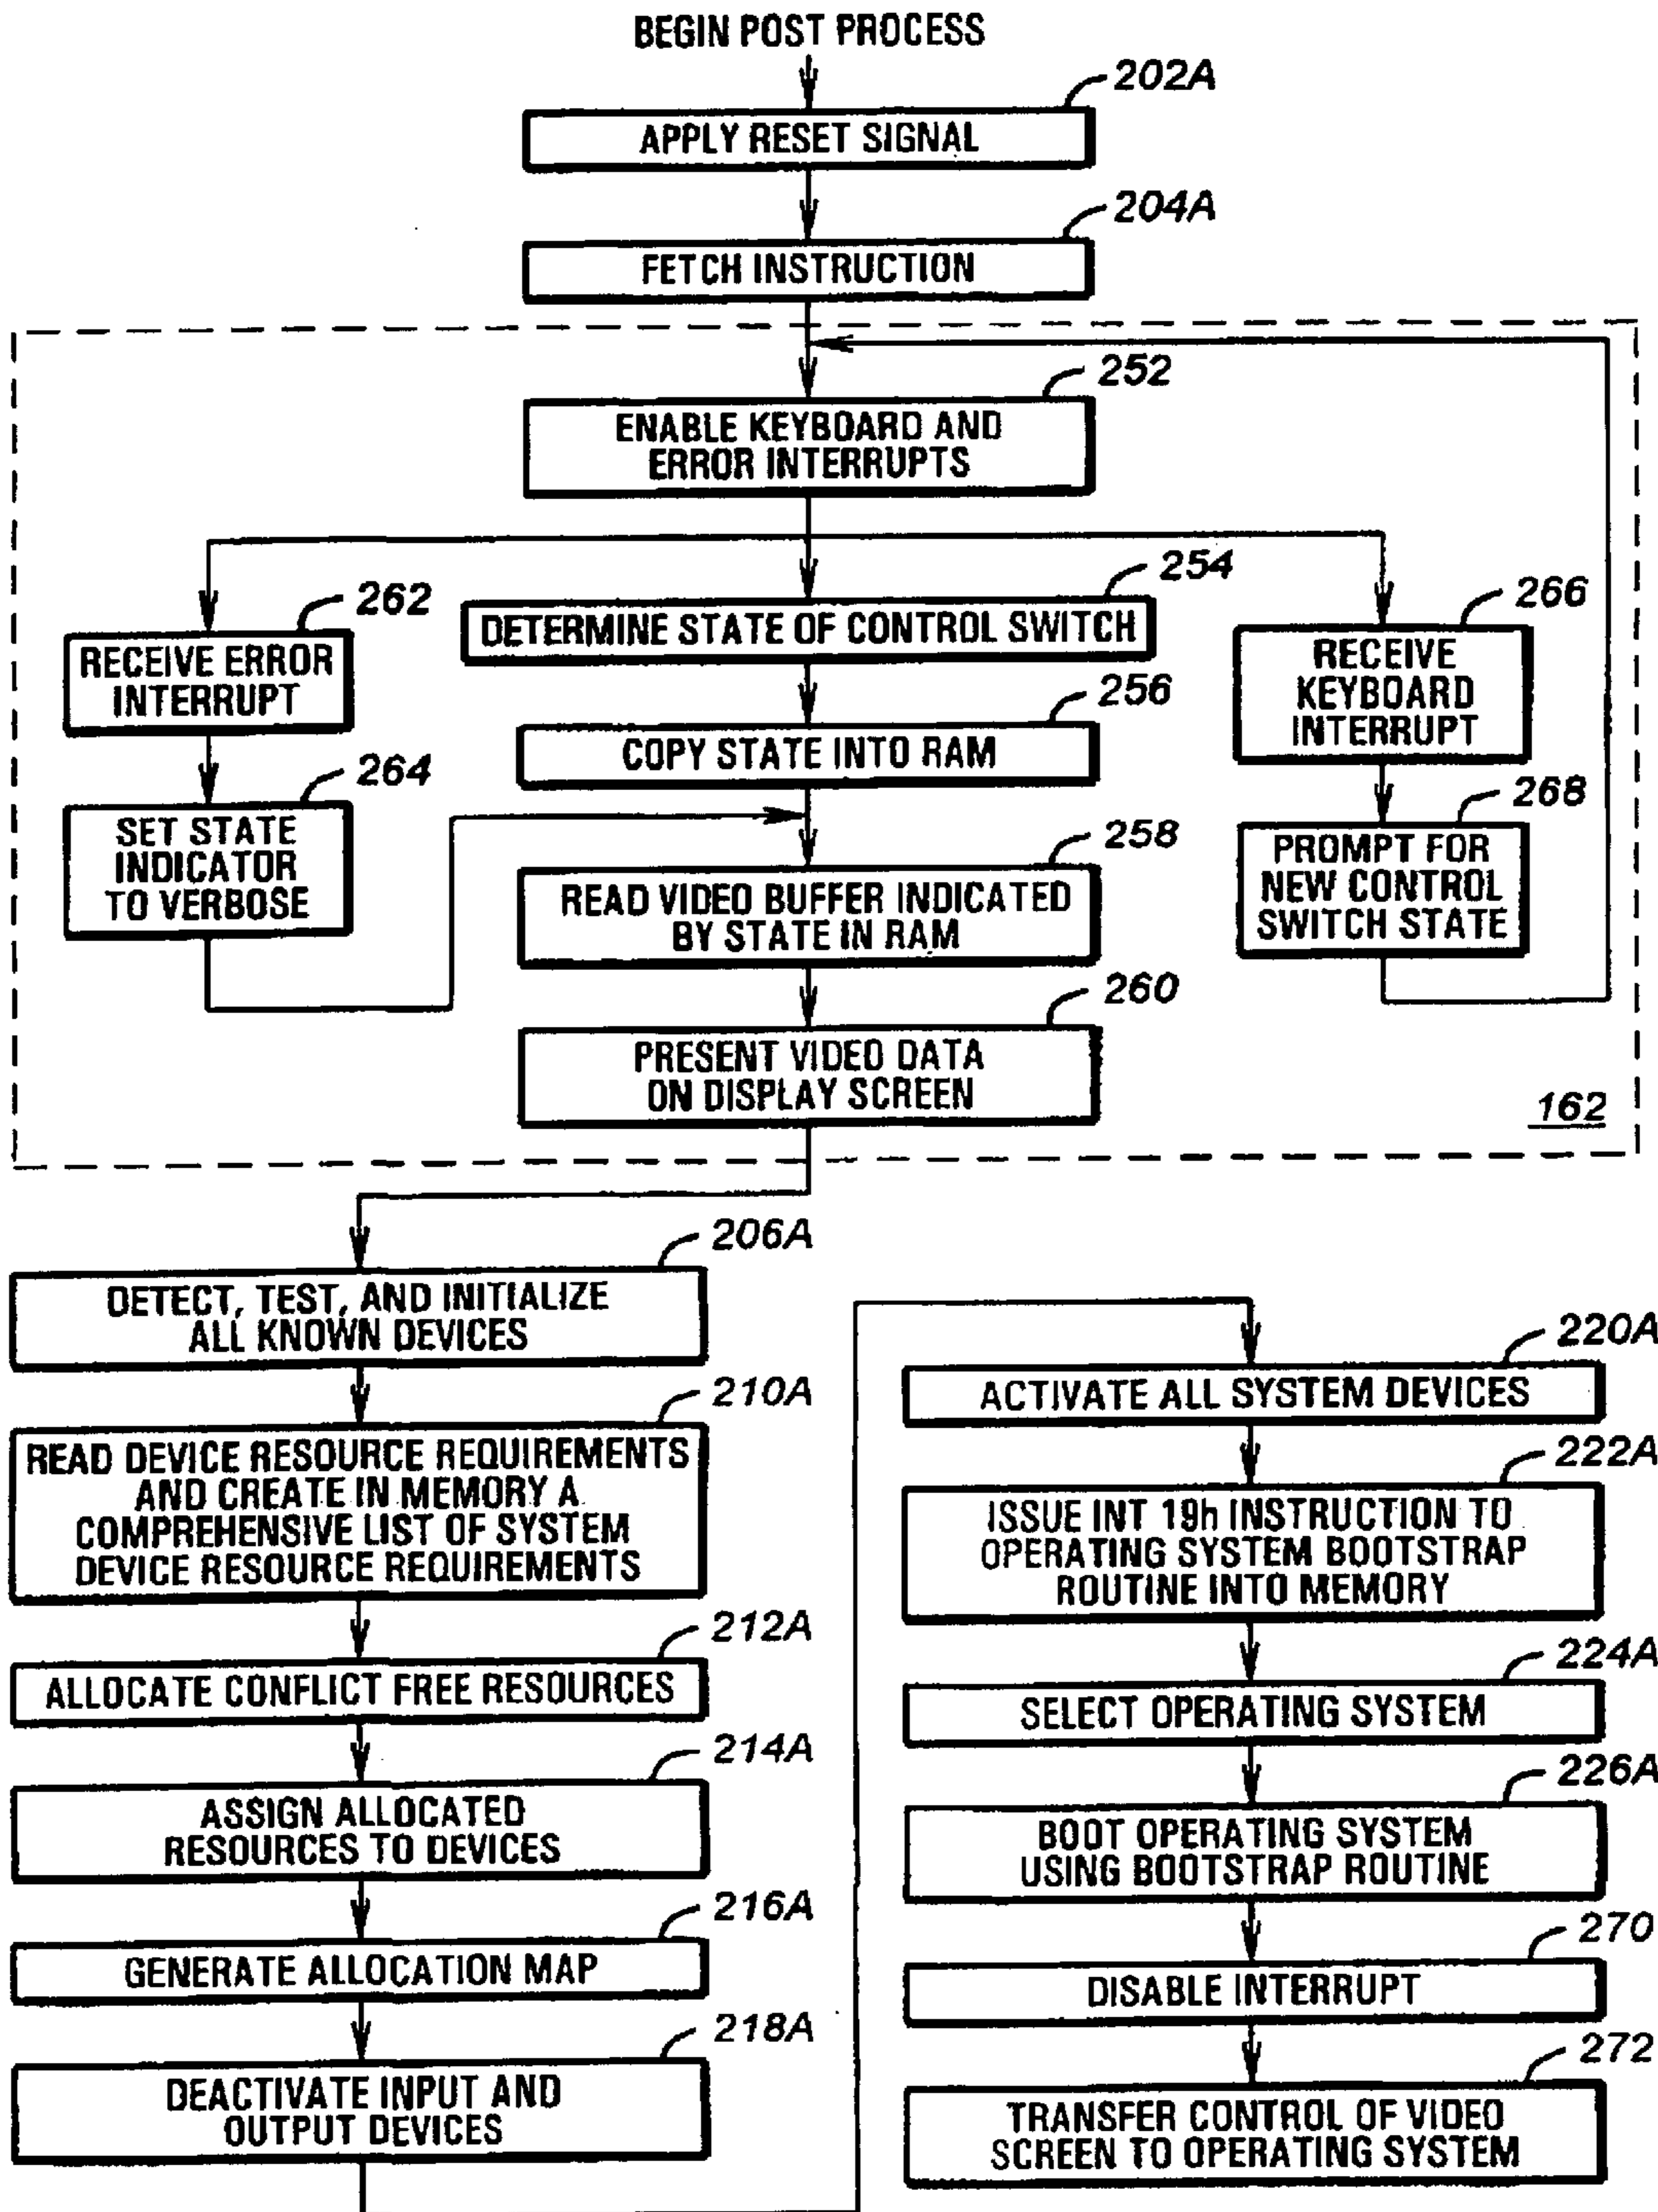 BEGIN POST PROCESS
202A
APPLY RESET SIGNAL
204A
FETCH INSTRUCTION
252
ENABLE KEYBOARD AND
ERROR INTERRUPTS
262
RECEIVE ERROR
INTERRUPT
264
SET STATE
INDICATOR
TO VERBOSE
254
DETERMINE STATE OF CONTROL SWITCH
256
COPY STATE INTO RAM
258
READ VIDEO BUFFER INDICATED
BY STATE IN RAM
260
PRESENT VIDEO DATA
ON DISPLAY SCREEN
266
RECEIVE
KEYBOARD
INTERRUPT
268
PROMPT FOR
NEW CONTROL
SWITCH STATE
162
206A
DETECT, TEST, AND INITIALIZE
ALL KNOWN DEVICES
210A
READ DEVICE RESOURCE REQUIREMENTS
AND CREATE IN MEMORY A
COMPREHENSIVE LIST OF SYSTEM
DEVICE RESOURCE REQUIREMENTS
212A
ALLOCATE CONFLICT FREE RESOURCES
214A
ASSIGN ALLOCATED
RESOURCES TO DEVICES
216A
GENERATE ALLOCATION MAP
218A
DEACTIVATE INPUT AND
OUTPUT DEVICES
220A
ACTIVATE ALL SYSTEM DEVICES
222A
ISSUE INT 19h INSTRUCTION TO
OPERATING SYSTEM BOOTSTRAP
ROUTINE INTO MEMORY
224A
SELECT OPERATING SYSTEM
226A
BOOT OPERATING SYSTEM
USING BOOTSTRAP ROUTINE
270
DISABLE INTERRUPT
272
TRANSFER CONTROL OF VIDEO
SCREEN TO OPERATING SYSTEM